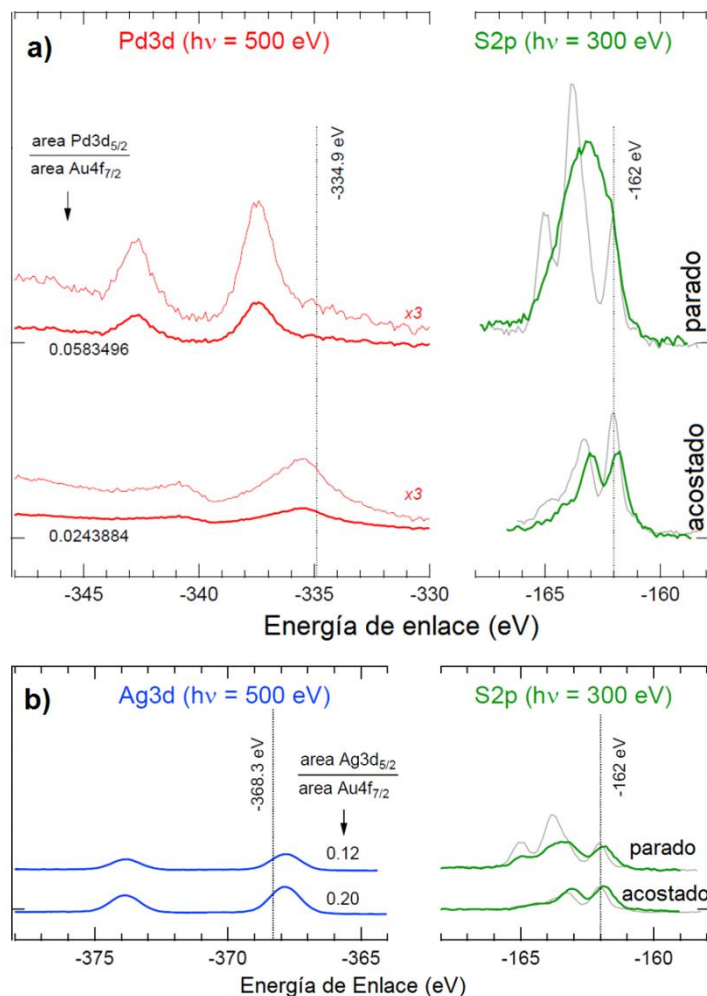 a)
Pd3d (hν = 500 eV)
S2p (hν = 300 eV)
area Pd3d5/2
area Au4f7/2
-334.9 eV
-162 eV
x3
0.0583496
parado
x3
0.0243884
acostado
-345
-340
-335
-330
-165
-160
Energía de enlace (eV)
b)
Ag3d (hν = 500 eV)
S2p (hν = 300 eV)
-368.3 eV
area Ag3d5/2
area Au4f7/2
-162 eV
0.12
parado
0.20
acostado
-375
-370
-365
-165
-160
Energía de Enlace (eV)